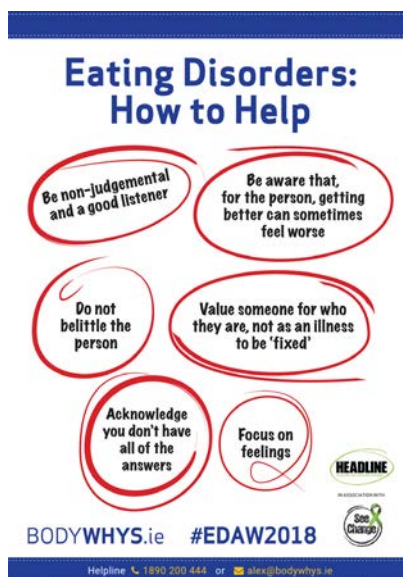 Eating Disorders:
How to Help
Be non-judgemental
and a good listener
Be aware that,
for the person, getting
better can sometimes
feel worse
Do not
belittle the
person
Value someone for who
they are, not as an illness
to be 'fixed'
Acknowledge
you don't have
all of the
answers
Focus on
feelings
HEADLINE
IN ASSOCIATION WITH
See
Change
BODYWHYS.ie #EDAW2018
Helpline 1890 200 444 or alex@bodywhys.ie